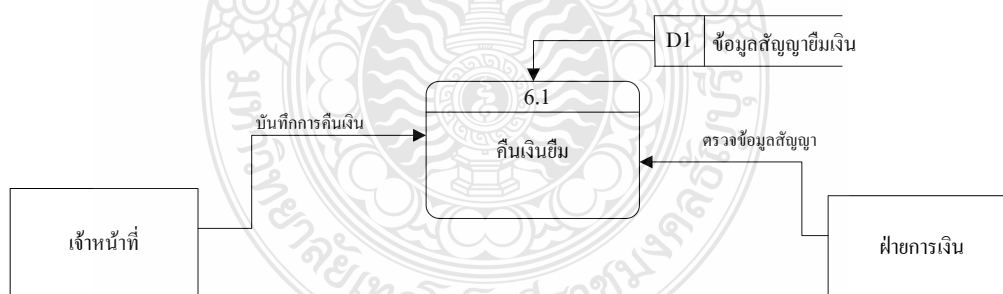 D1 ข้อมูลสัญญายืมเงิน
6.1
บันทึกการคืนเงิน
คืนเงินยืม
ตรวจข้อมูลสัญญา
เจ้าหน้าที่
ฝ่ายการเงิน